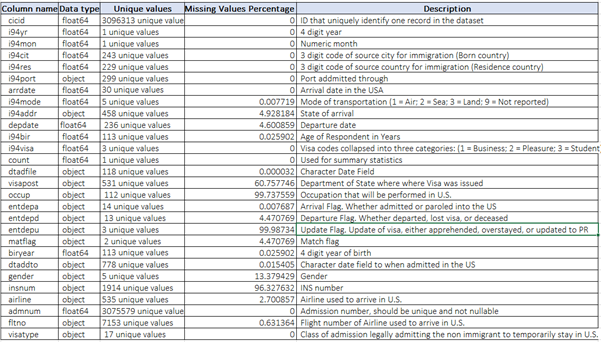 Column name Data type Unique values Missing Values Percentage Description
cicid float64 3096313 unique value 0 ID that uniquely identify one record in the dataset
i94yr float64 1 unique values 0 4 digit year
i94mon float64 1 unique values 0 Numeric month
i94cit float64 243 unique values 0 3 digit code of source city for immigration (Born country)
i94res float64 229 unique values 0 3 digit code of source country for immigration (Residence country)
i94port object 299 unique values 0 Port addmitted through
arrdate float64 30 unique values 0 Arrival date in the USA
i94mode float64 5 unique values 0.007719 Mode of transportation (1 = Air; 2 = Sea; 3 = Land; 9 = Not reported)
i94addr object 458 unique values 4.928184 State of arrival
depdate float64 236 unique values 4.600859 Departure date
i94bir float64 113 unique values 0.025902 Age of Respondent in Years
i94visa float64 3 unique values 0 Visa codes collapsed into three categories: (1 = Business; 2 = Pleasure; 3 = Student
count float64 1 unique values 0 Used for summary statistics
dtadfile object 118 unique values 0.000032 Character Date Field
visapost object 531 unique values 60.757746 Department of State where where Visa was issued
occup object 112 unique values 99.737559 Occupation that will be performed in U.S.
entdepa object 14 unique values 0.007687 Arrival Flag. Whether admitted or paroled into the US
entdepd object 13 unique values 4.470769 Departure Flag. Whether departed, lost visa, or deceased
entdepu object 3 unique values 99.98734 Update Flag. Update of visa, either apprehended, overstayed, or updated to PR
matflag object 2 unique values 4.470769 Match flag
biryear float64 113 unique values 0.025902 4 digit year of birth
dtaddto object 778 unique values 0.015405 Character date field to when admitted in the US
gender object 5 unique values 13.379429 Gender
insnum object 1914 unique values 96.327632 INS number
airline object 535 unique values 2.700857 Airline used to arrive in U.S.
admnum float64 3075579 unique value 0 Admission number, should be unique and not nullable
fltno object 7153 unique values 0.631364 Flight number of Airline used to arrive in U.S.
visatype object 17 unique values 0 Class of admission legally admitting the non immigrant to temporarily stay in U.S.